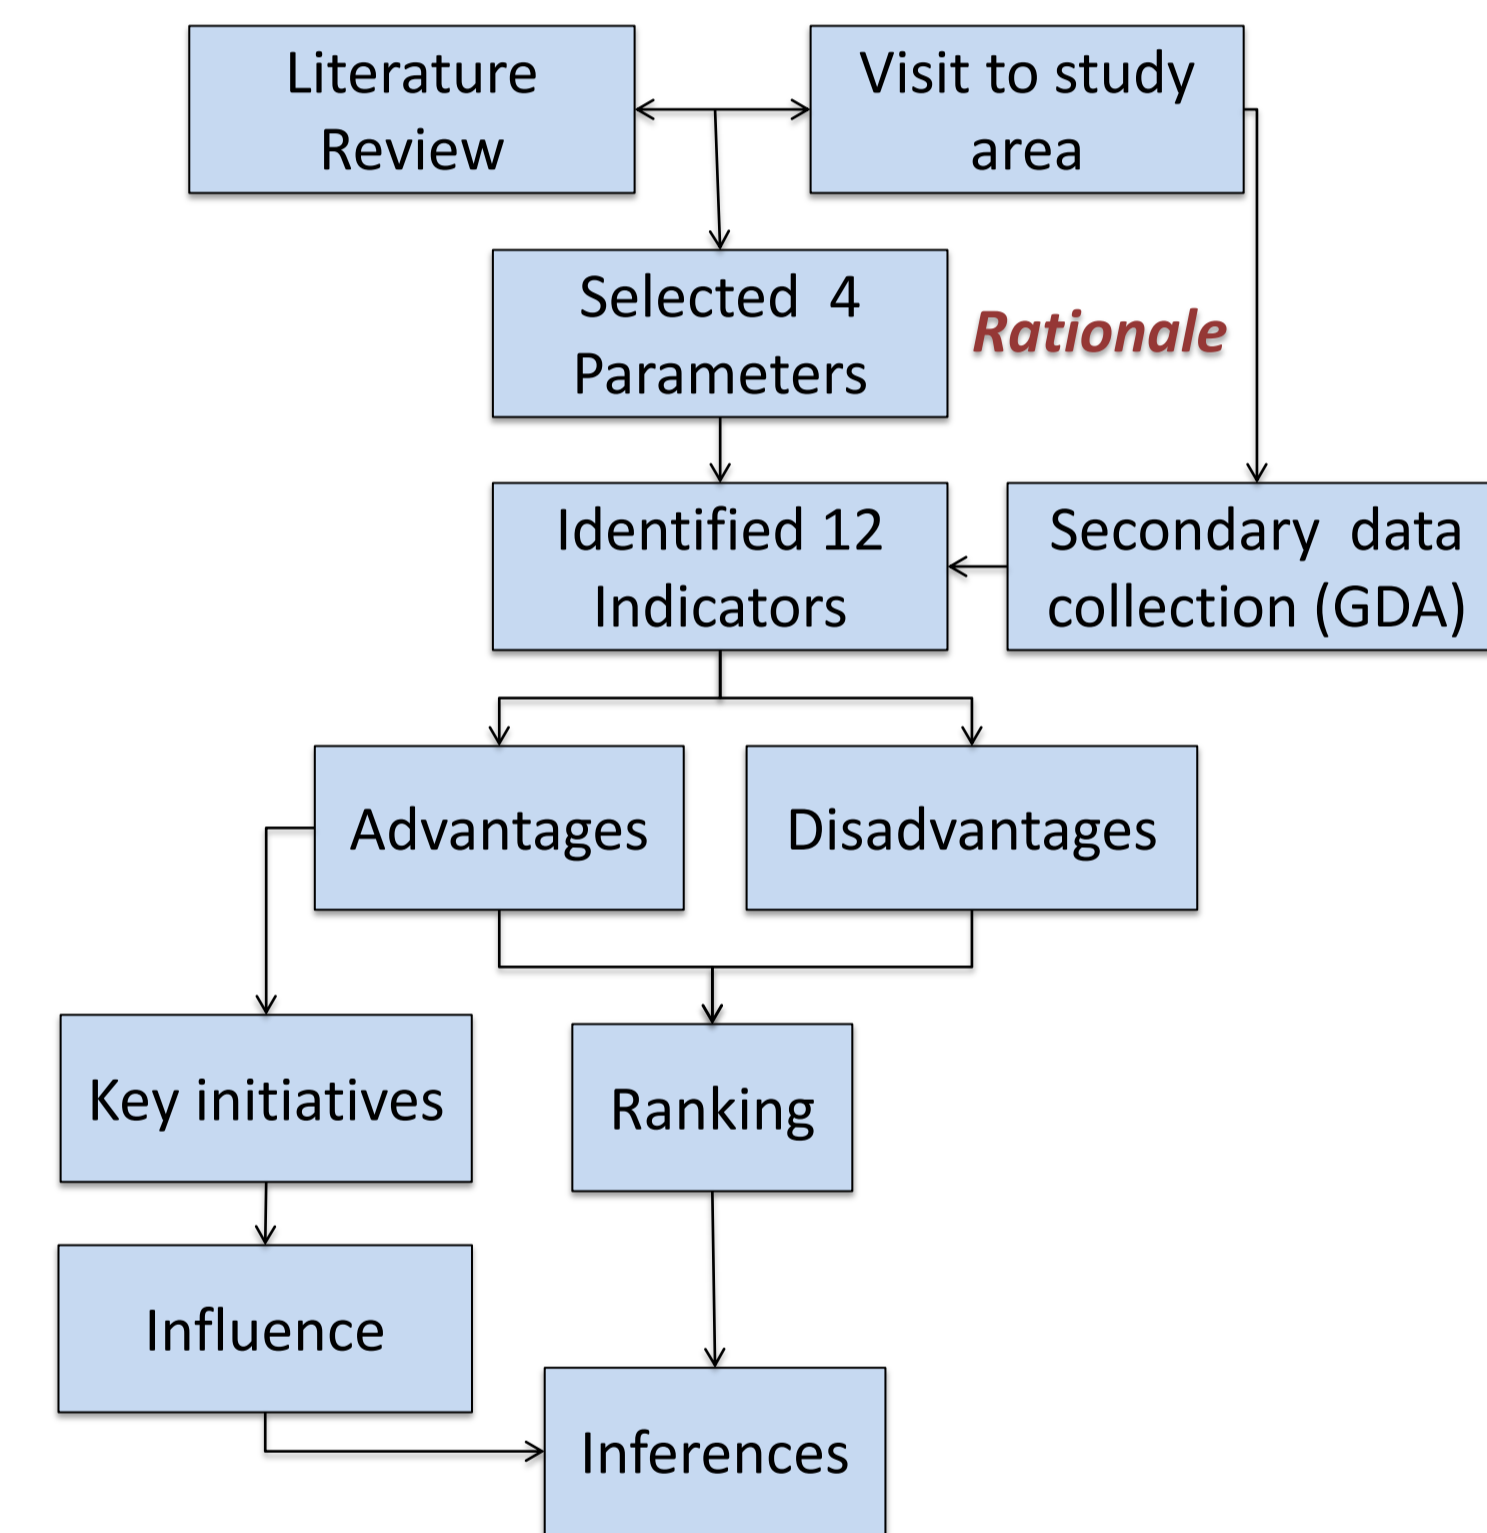 Literature
Review
Visit to study
area
Selected  4
Parameters
Rationale
Identified 12
Indicators
Secondary  data
collection (GDA)
Advantages
Disadvantages
Key initiatives
Ranking
Influence
Inferences